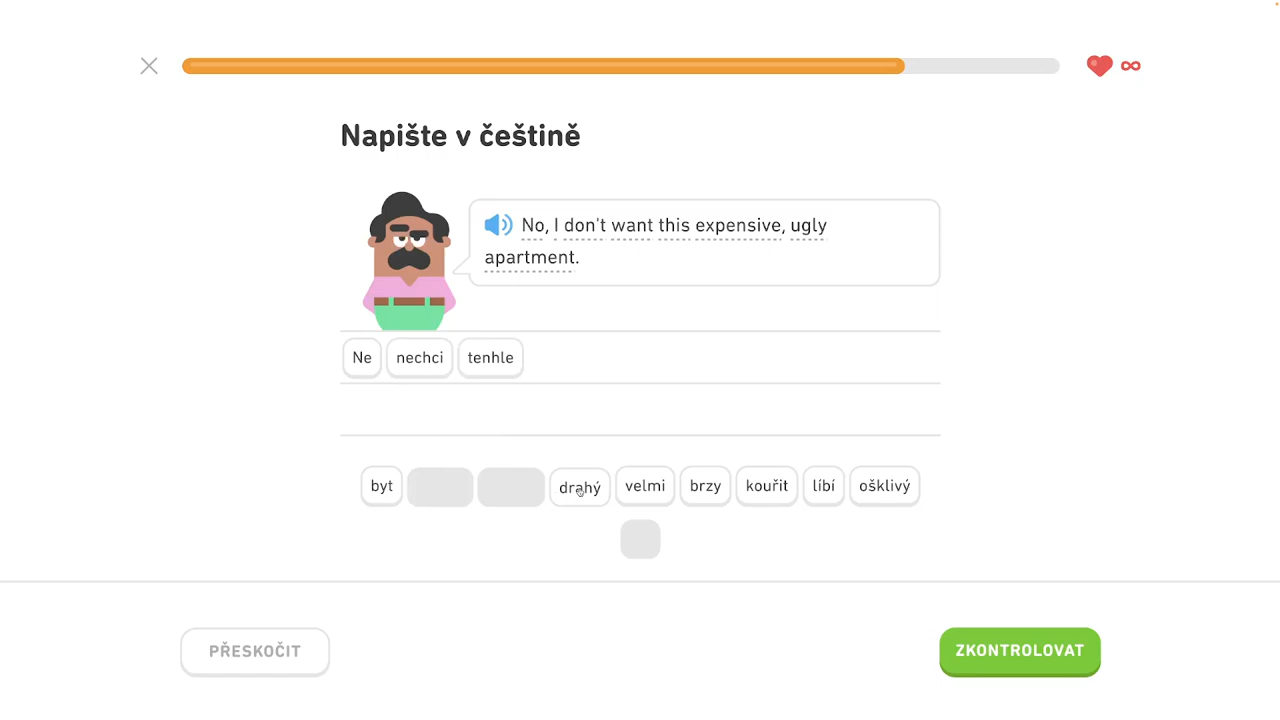 Napište v češtině
No, I don't want this expensive, ugly
apartment.
Ne nechci tenhle
byt drahý velmi brzy kouřit líbí ošklivý
PŘESKOČIT ZKONTROLOVAT